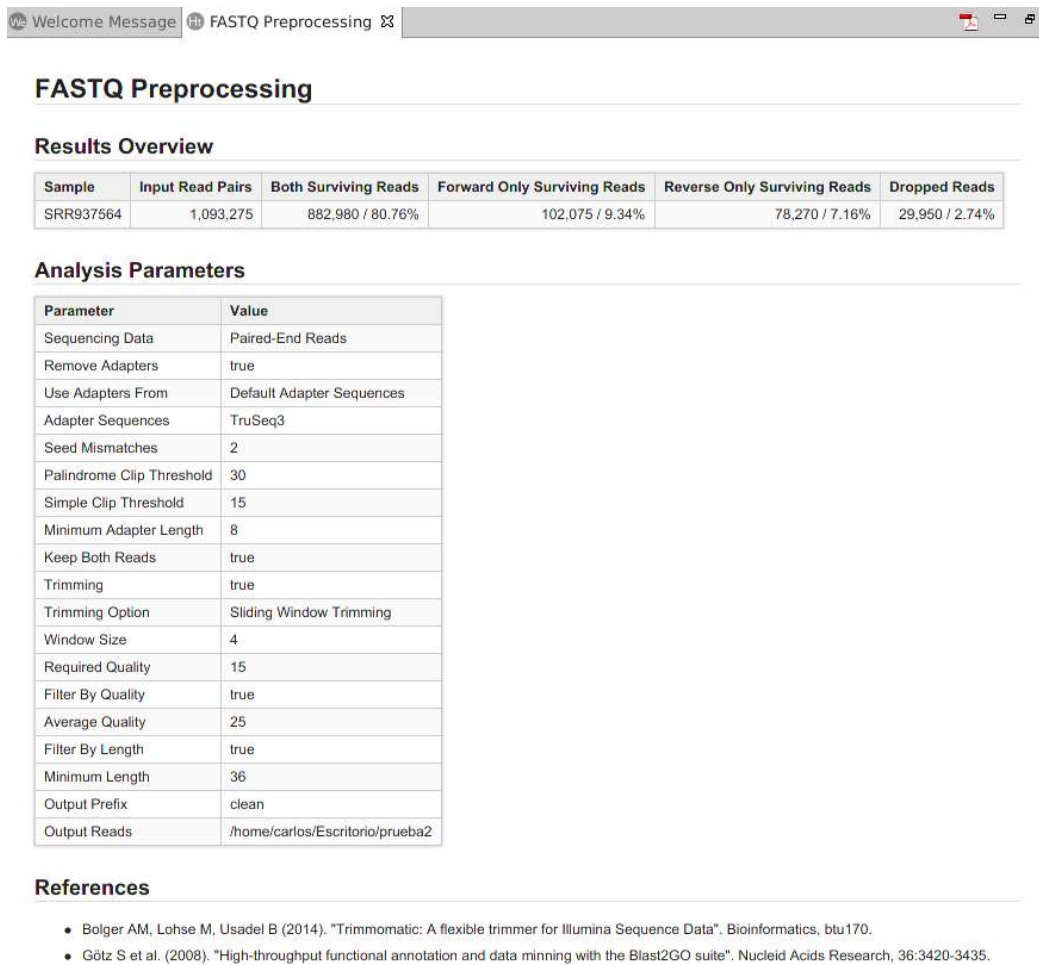 Welcome Message FASTQ Preprocessing
FASTQ Preprocessing
Results Overview
Sample Input Read Pairs Both Surviving Reads Forward Only Surviving Reads Reverse Only Surviving Reads Dropped Reads
SRR937564 1,093,275 882,980 / 80.76% 102,075 / 9.34% 78,270 / 7.16% 29,950 / 2.74%
Analysis Parameters
Parameter Value
Sequencing Data Paired-End Reads
Remove Adapters true
Use Adapters From Default Adapter Sequences
Adapter Sequences TruSeq3
Seed Mismatches 2
Palindrome Clip Threshold 30
Simple Clip Threshold 15
Minimum Adapter Length 8
Keep Both Reads true
Trimming true
Trimming Option Sliding Window Trimming
Window Size 4
Required Quality 15
Filter By Quality true
Average Quality 25
Filter By Length true
Minimum Length 36
Output Prefix clean
Output Reads /home/carlos/Escritorio/prueba2
References
• Bolger AM, Lohse M, Usadel B (2014). "Trimmomatic: A flexible trimmer for Illumina Sequence Data". Bioinformatics, btu170.
• Götz S et al. (2008). "High-throughput functional annotation and data minning with the Blast2GO suite". Nucleid Acids Research, 36:3420-3435.